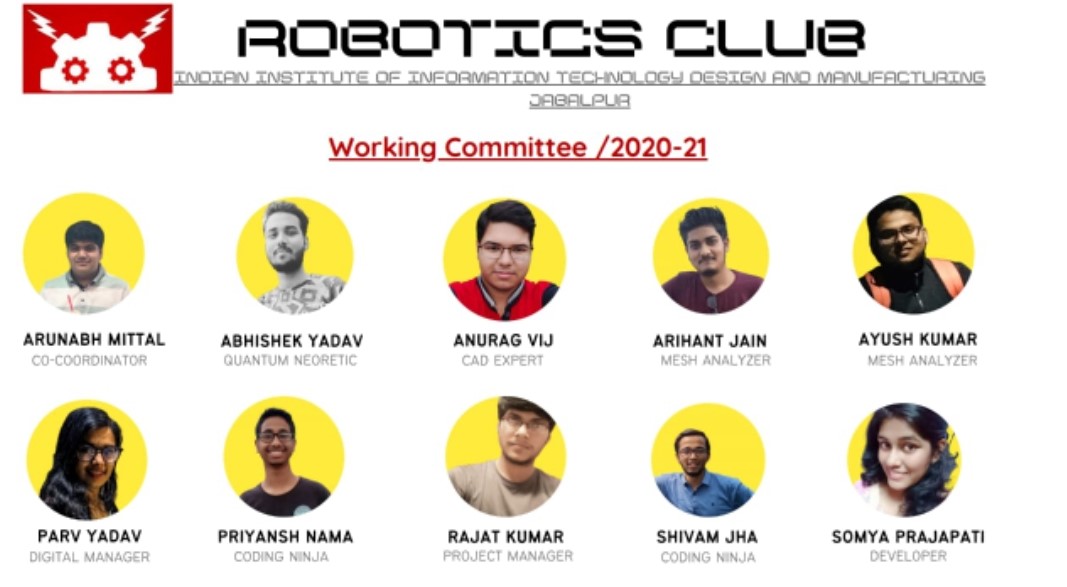 ROBOTICS CLUB
INDIAN INSTITUTE OF INFORMATION TECHNOLOGY DESIGN AND MANUFACTURING
JABALPUR
Working Committee /2020-21
ARUNABH MITTAL
CO-COORDINATOR
ABHISHEK YADAV
QUANTUM NEORETIC
ANURAG VIJ
CAD EXPERT
ARIHANT JAIN
MESH ANALYZER
AYUSH KUMAR
MESH ANALYZER
PARV YADAV
DIGITAL MANAGER
PRIYANSH NAMA
CODING NINJA
RAJAT KUMAR
PROJECT MANAGER
SHIVAM JHA
CODING NINJA
SOMYA PRAJAPATI
DEVELOPER